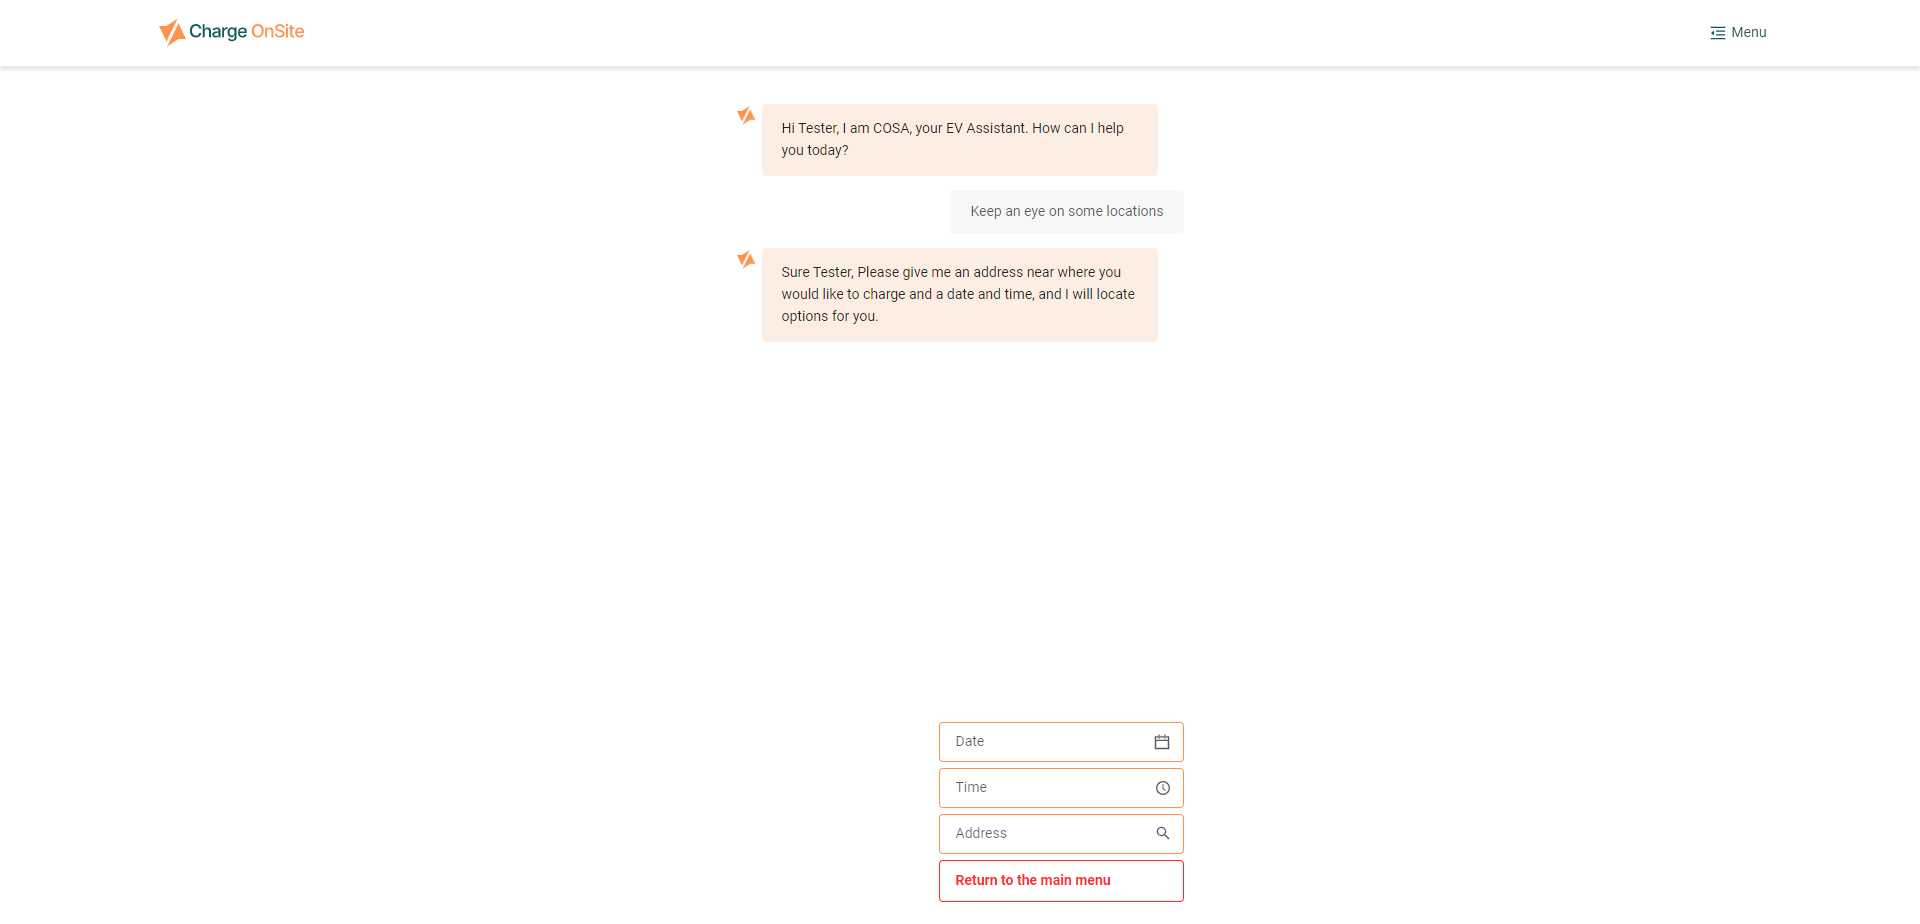 Charge OnSite
Menu
Hi Tester, I am COSA, your EV Assistant. How can I help
you today?
Keep an eye on some locations
Sure Tester, Please give me an address near where you
would like to charge and a date and time, and I will locate
options for you.
Date
Time
Address
Return to the main menu